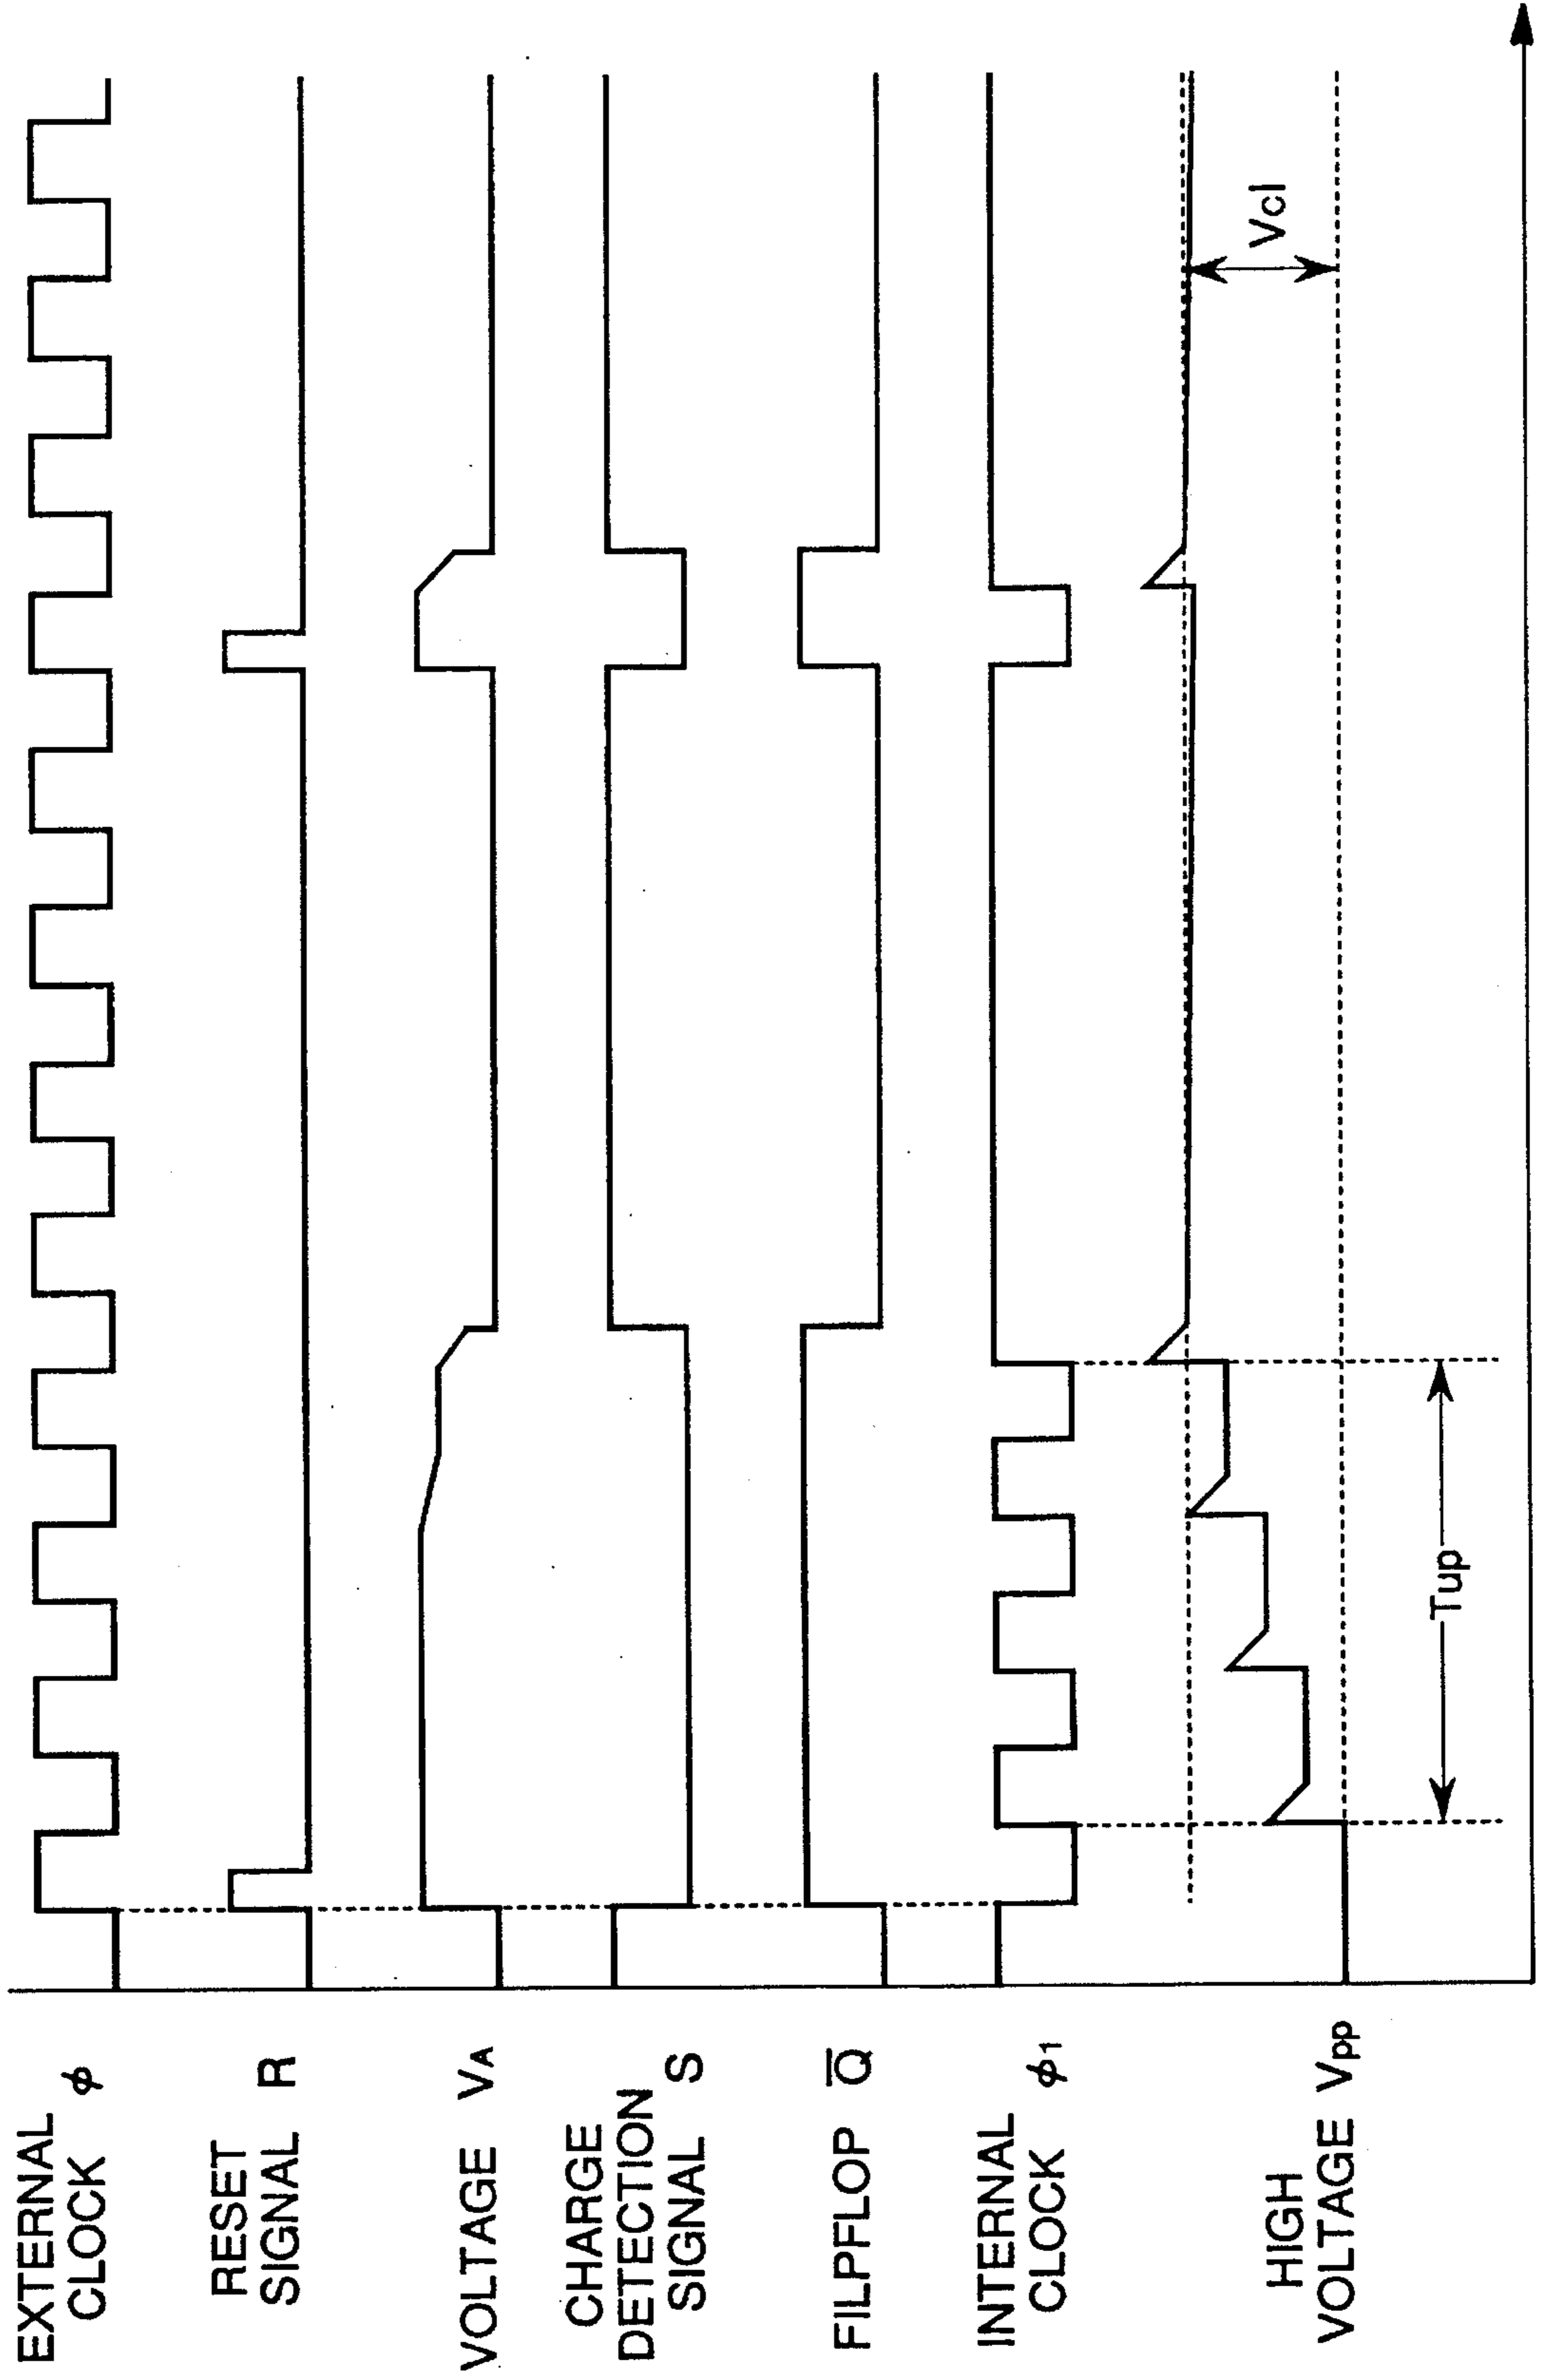 EXTERNAL
CLOCK ϕ
RESET
SIGNAL R
VOLTAGE VA
CHARGE
DETECTION
SIGNAL S
FILPFLOP Q̅
INTERNAL
CLOCK ϕ1
HIGH
VOLTAGE Vpp
Tup
Vcl